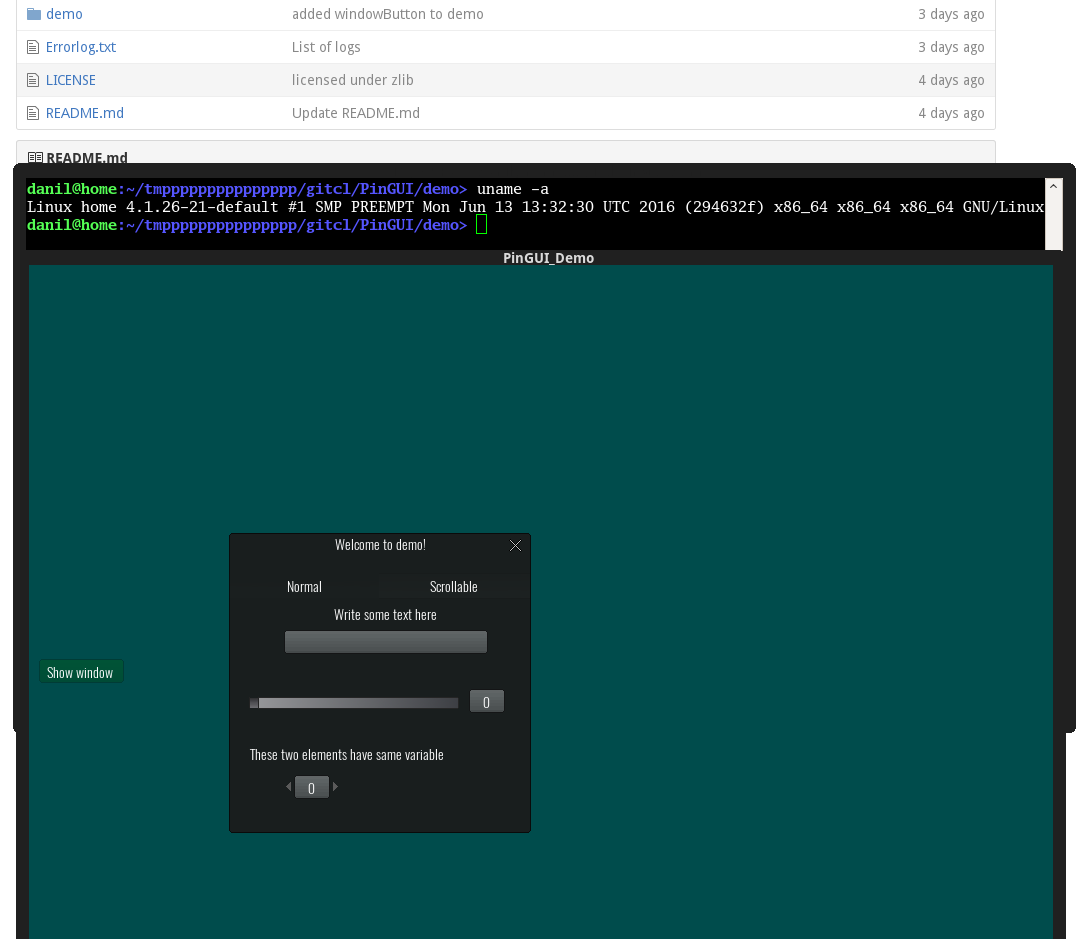 demo added windowButton to demo 3 days ago
Errorlog.txt List of logs 3 days ago
LICENSE licensed under zlib 4 days ago
README.md Update README.md 4 days ago
README.md
danil@home:~/tmpppppppppppppppp/gitcl/PinGUI/demo> uname -a
Linux home 4.1.26-21-default #1 SMP PREEMPT Mon Jun 13 13:32:30 UTC 2016 (294632f) x86_64 x86_64 x86_64 GNU/Linux
danil@home:~/tmpppppppppppppppp/gitcl/PinGUI/demo>
PinGUI_Demo
Welcome to demo!
Normal Scrollable
Write some text here
Show window
0
These two elements have same variable
0